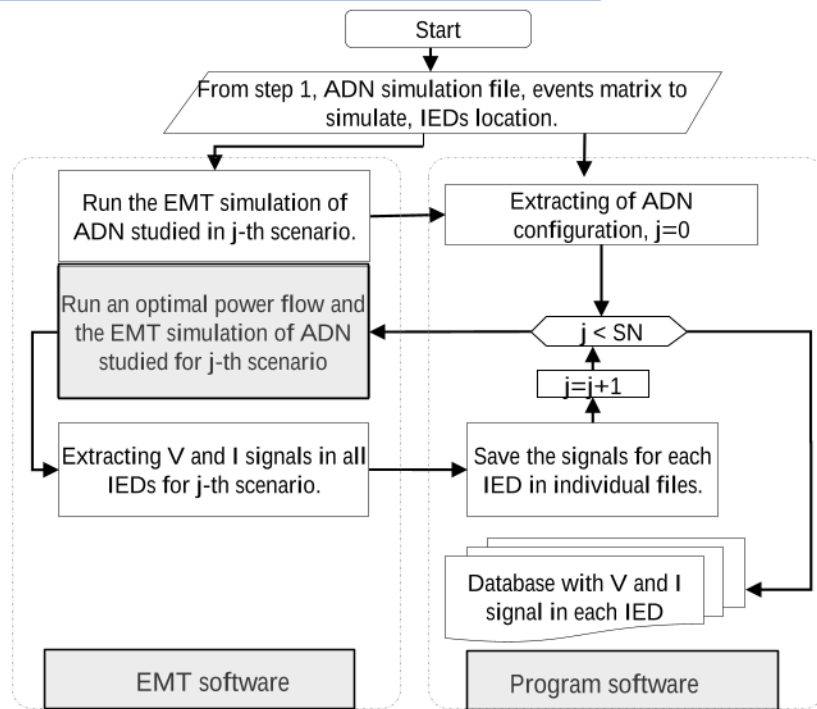 Start
From step 1, ADN simulation file, events matrix to
simulate, IEDs location.
Run the EMT simulation of
ADN studied in j-th scenario.
Extracting of ADN
configuration, j=0
Run an optimal power flow and
the EMT simulation of ADN
studied for j-th scenario
j < SN
j=j+1
Extracting V and I signals in all
IEDs for j-th scenario.
Save the signals for each
IED in individual files.
Database with V and I
signal in each IED
EMT software
Program software